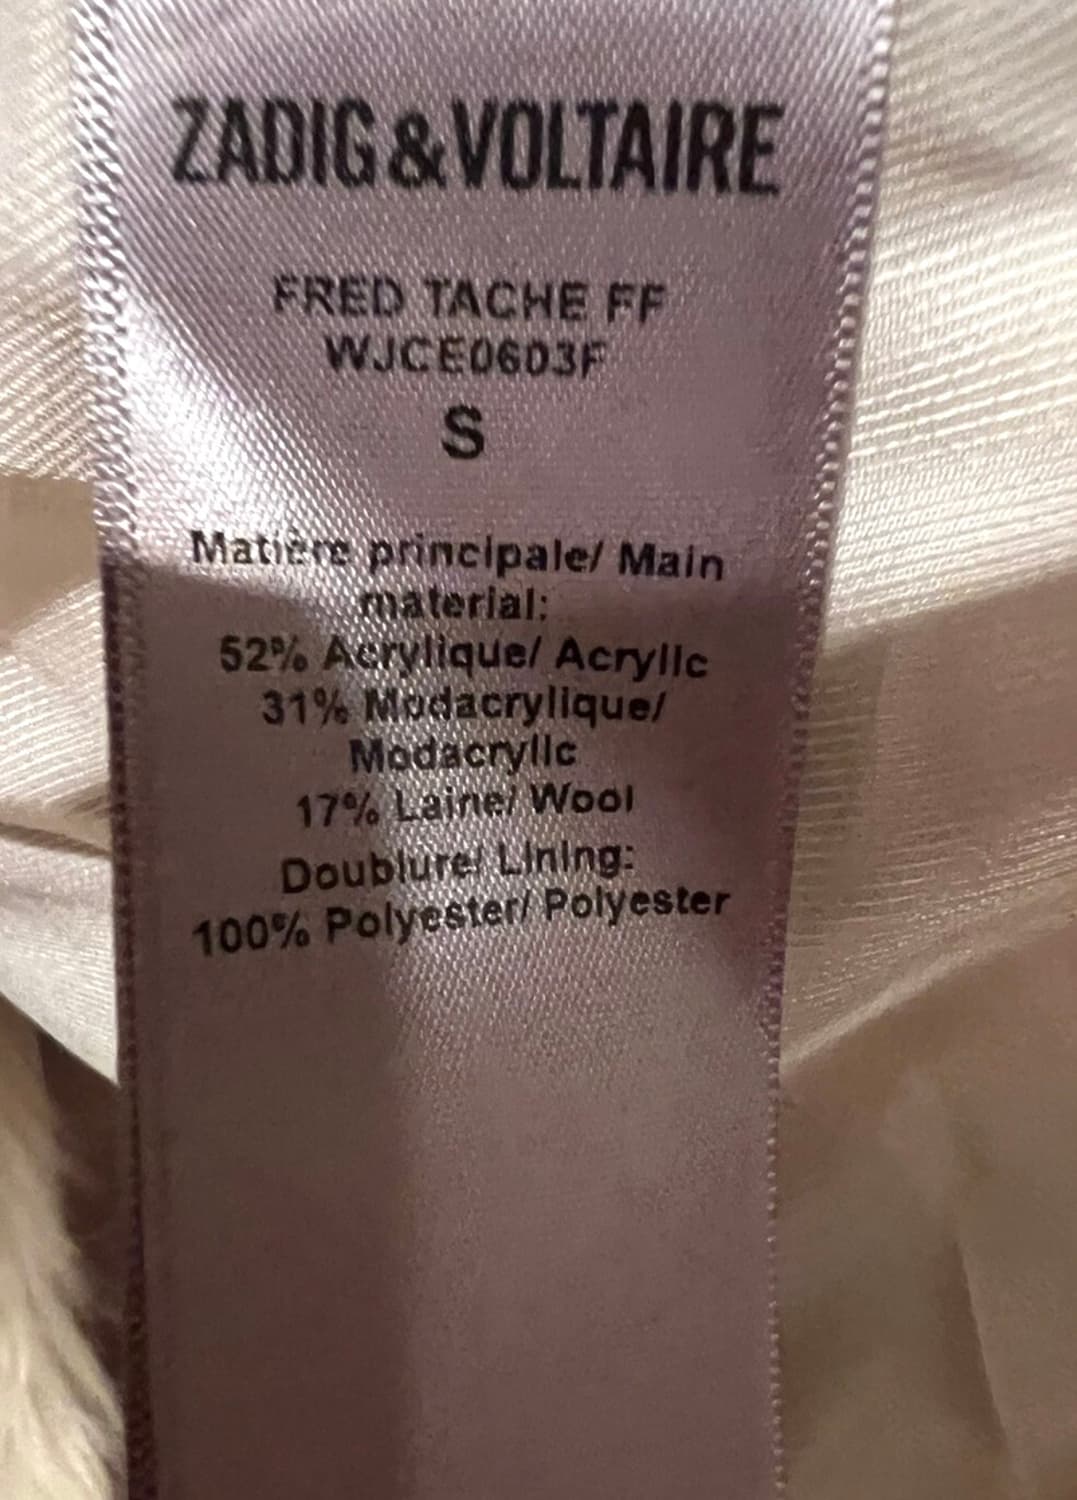 ZADIG&VOLTAIRE
FRED TACHE FF
WJCE0603F
S
Matière principale/ Main
material:
52% Acrylique/ Acrylic
31% Modacrylique/
Modacrylic
17% Laine/ Wool
Doublure/ Lining:
100% Polyester/ Polyester